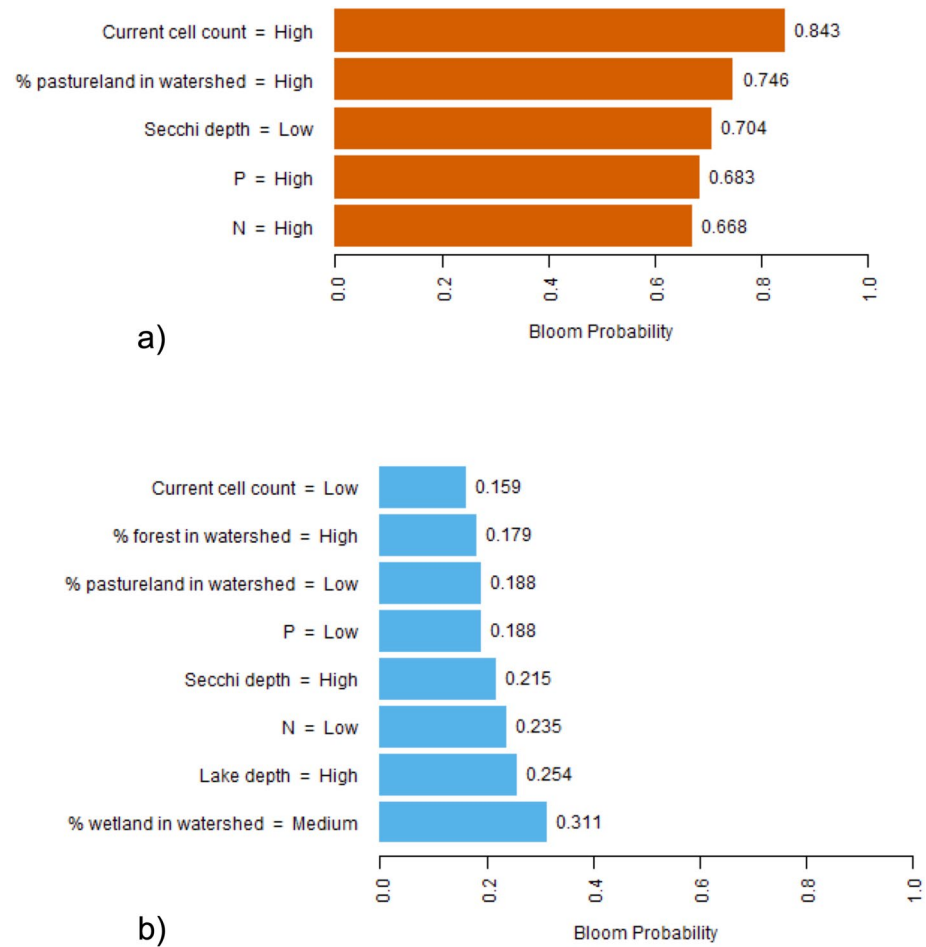 Current cell count = High 0.843
% pastureland in watershed = High 0.746
Secchi depth = Low 0.704
P = High 0.683
N = High 0.668
0.0 0.2 0.4 0.6 0.8 1.0
Bloom Probability
a)
Current cell count = Low 0.159
% forest in watershed = High 0.179
% pastureland in watershed = Low 0.188
P = Low 0.188
Secchi depth = High 0.215
N = Low 0.235
Lake depth = High 0.254
% wetland in watershed = Medium 0.311
0.0 0.2 0.4 0.6 0.8 1.0
Bloom Probability
b)